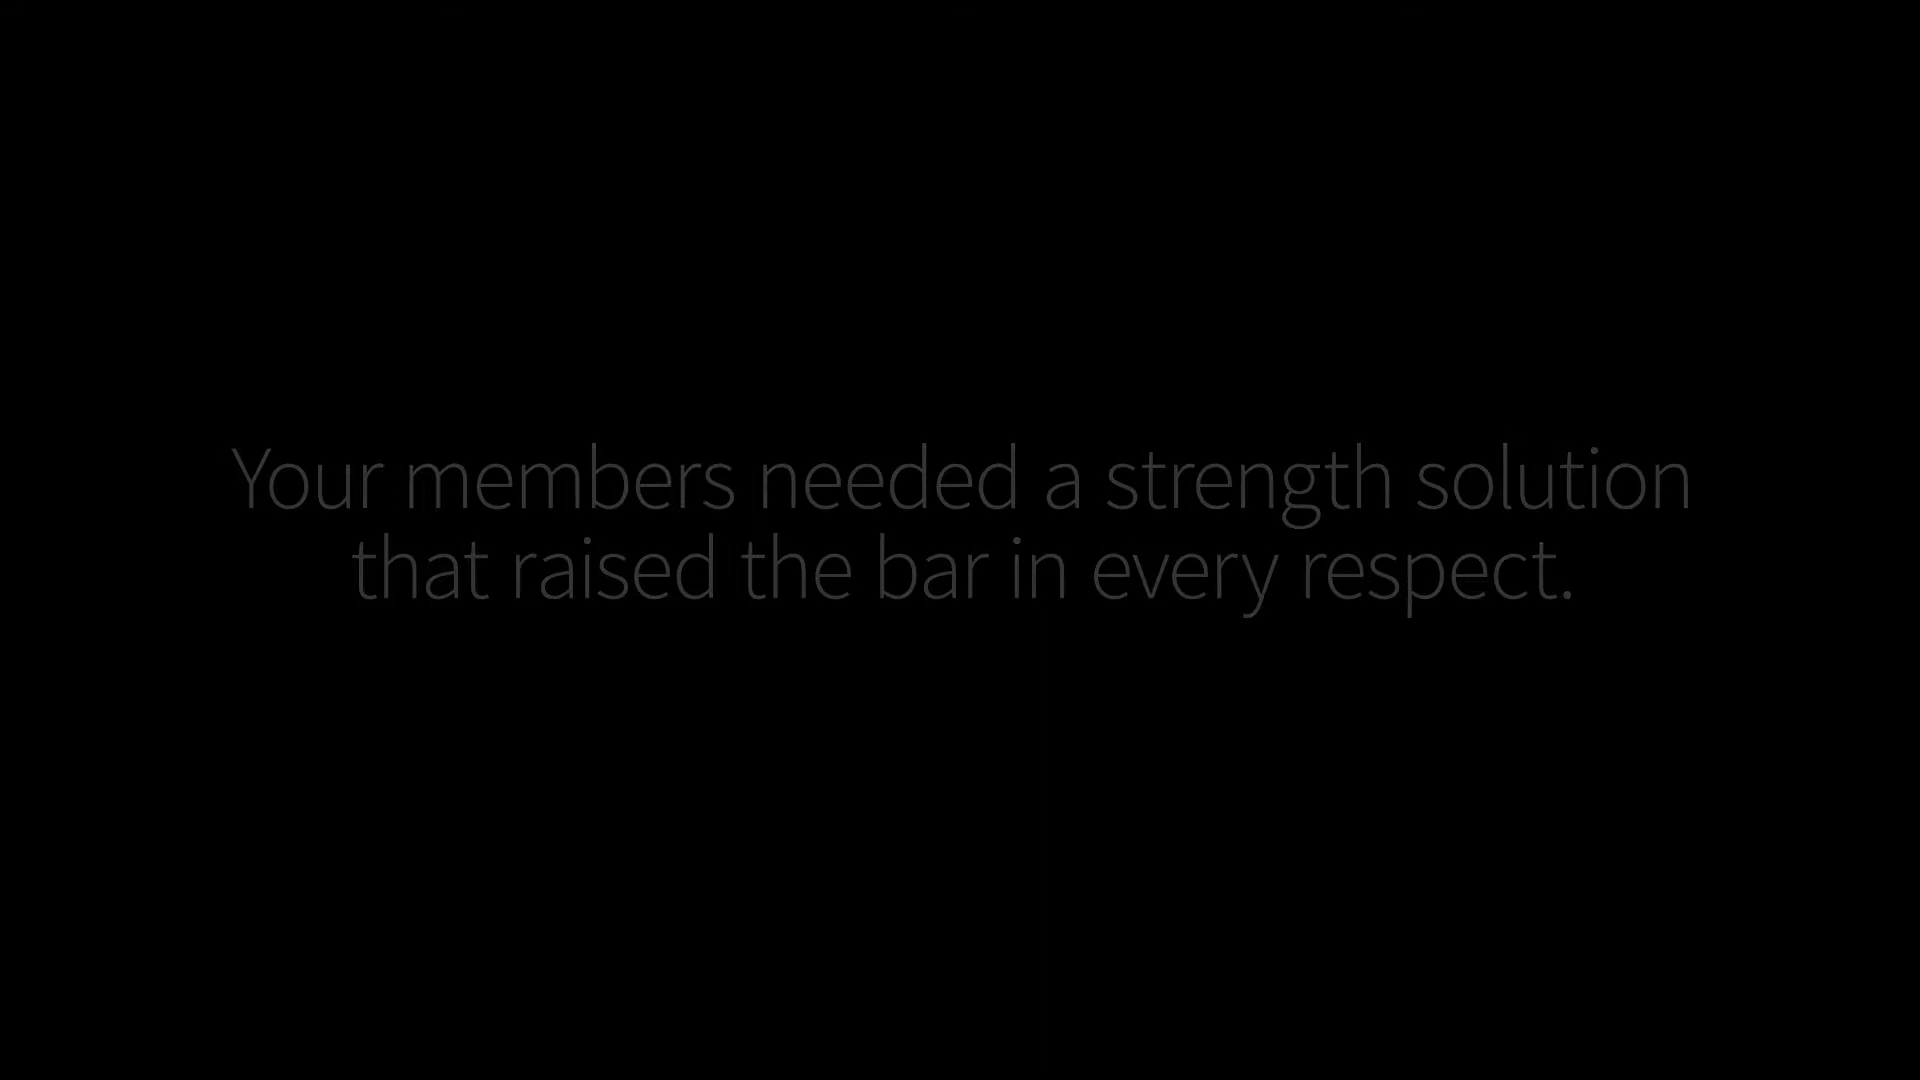 Your members needed a strength solution
that raised the bar in every respect.